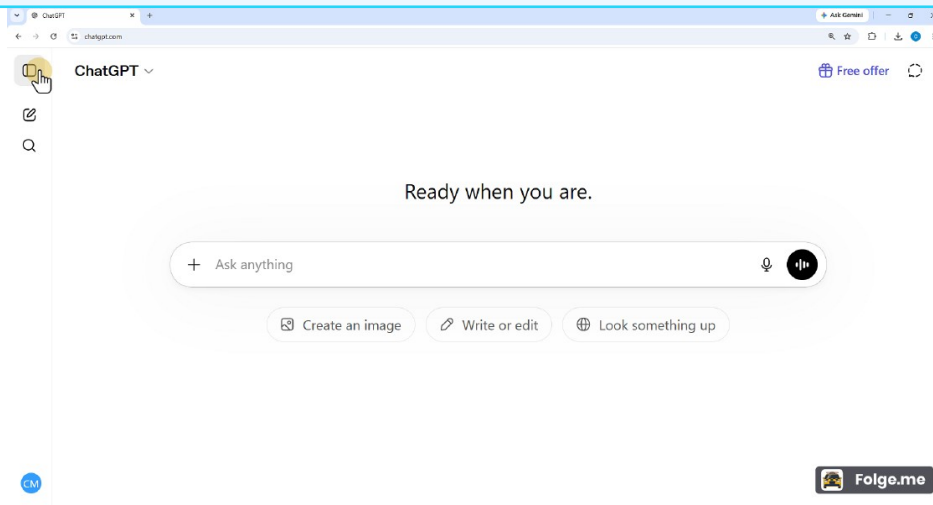 ChatGPT
Ask Gemini
chatgpt.com
ChatGPT
Free offer
Ready when you are.
Ask anything
Create an image
Write or edit
Look something up
CM
Folge.me